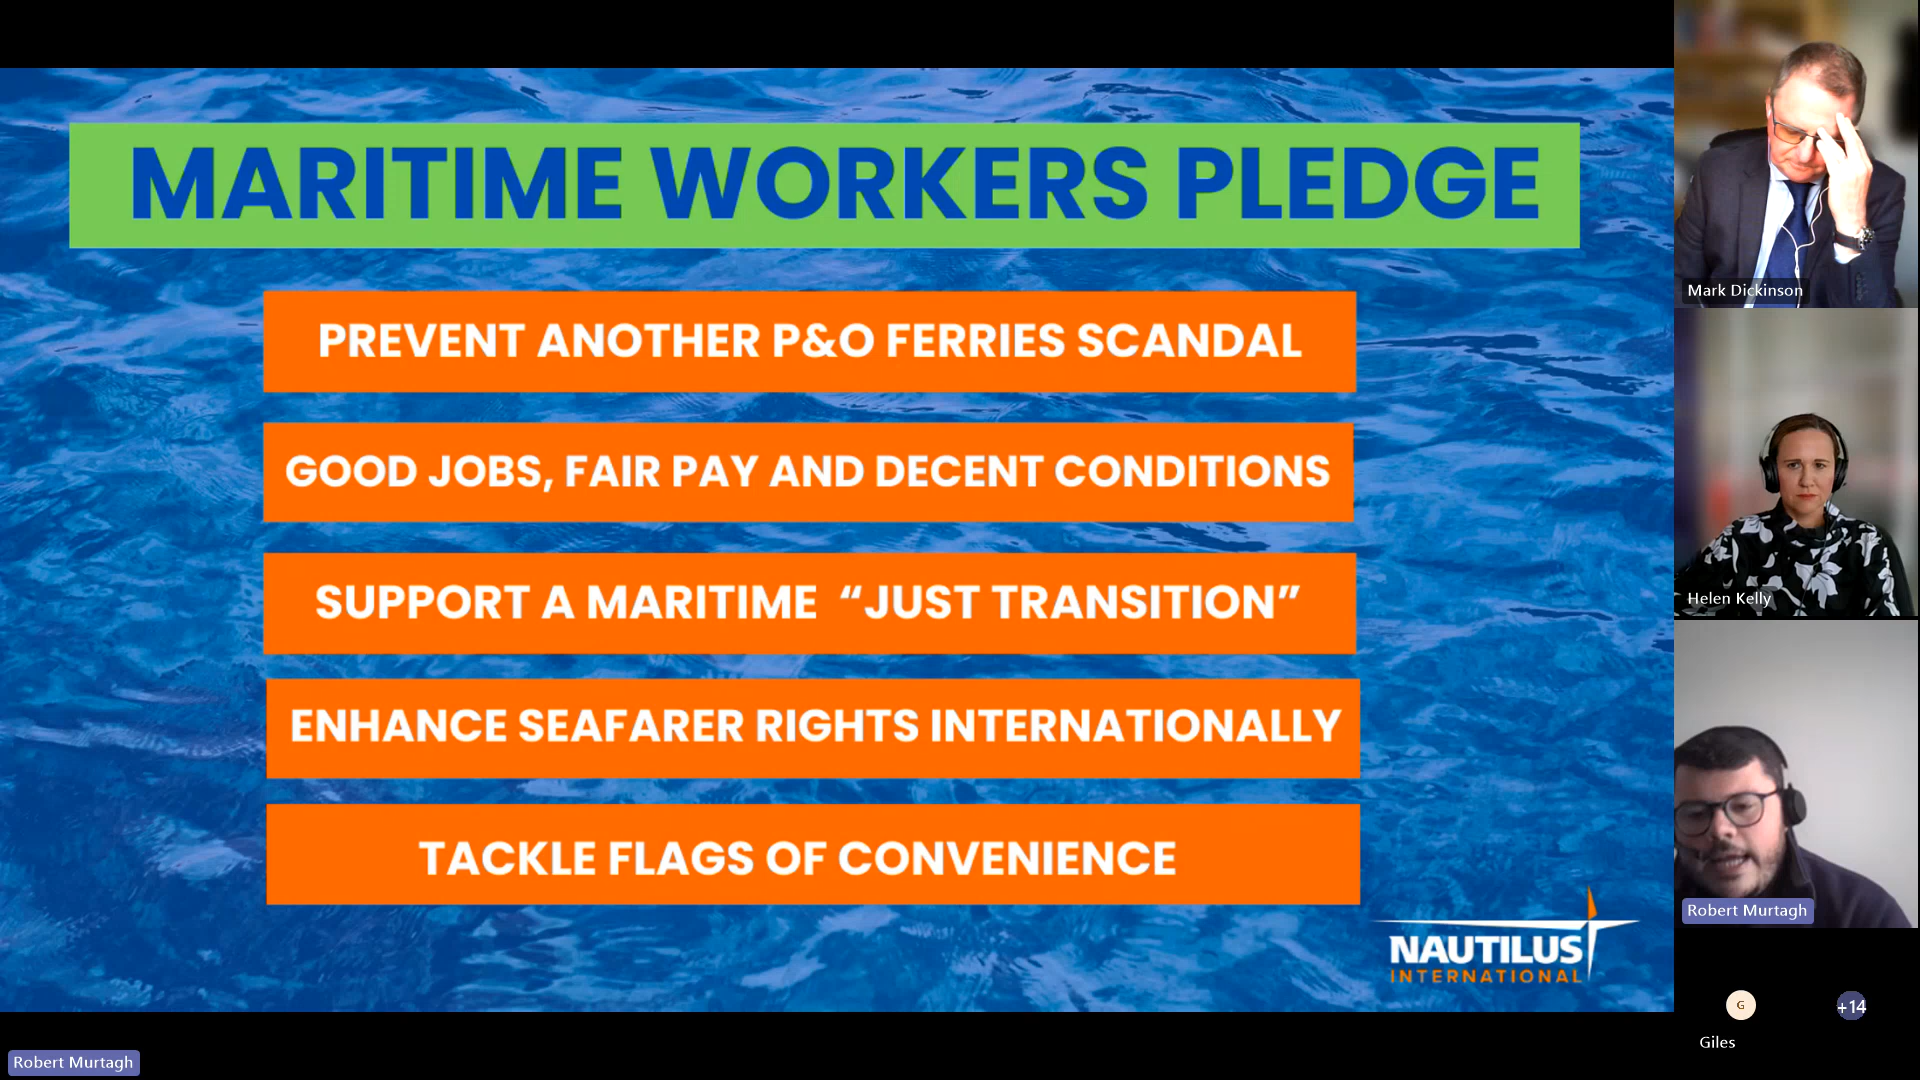 MARITIME WORKERS PLEDGE
PREVENT ANOTHER P&O FERRIES SCANDAL
GOOD JOBS, FAIR PAY AND DECENT CONDITIONS
SUPPORT A MARITIME “JUST TRANSITION”
ENHANCE SEAFARER RIGHTS INTERNATIONALLY
TACKLE FLAGS OF CONVENIENCE
NAUTILUS
INTERNATIONAL
Robert Murtagh
Mark Dickinson
Helen Kelly
Robert Murtagh
G
+14
Giles